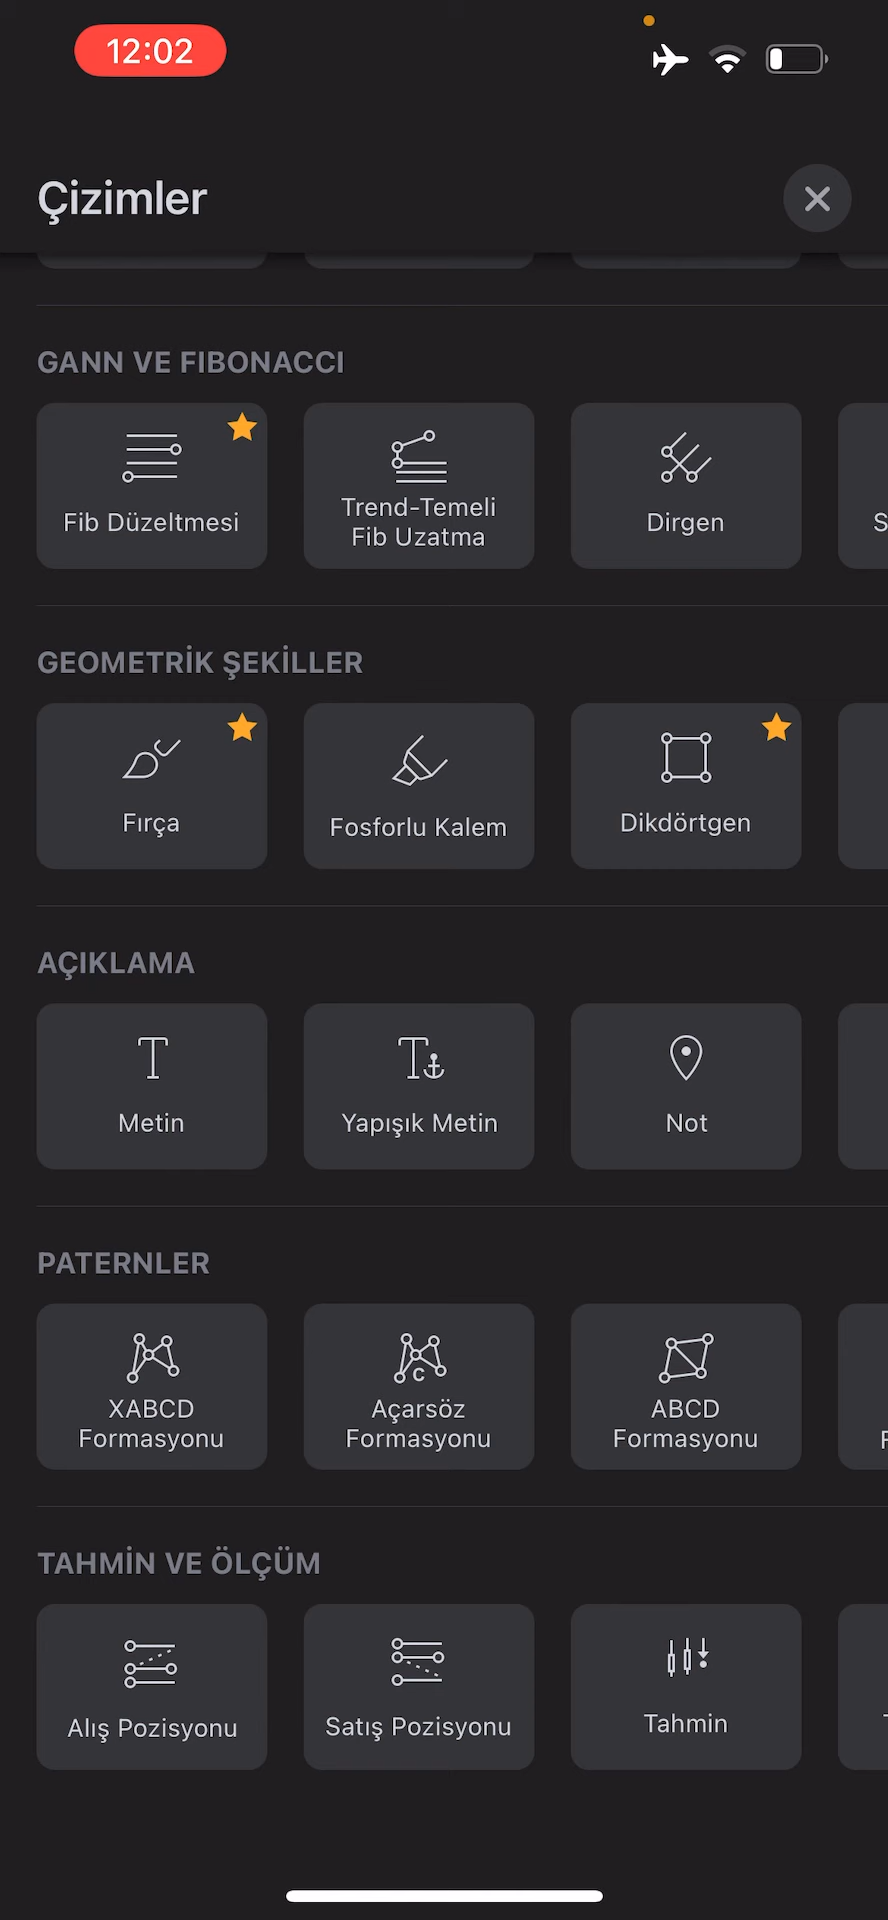 12:02
Çizimler
GANN VE FIBONACCI
Fib Düzeltmesi
Trend-Temeli
Fib Uzatma
Dirgen
S
GEOMETRİK ŞEKİLLER
Fırça
Fosforlu Kalem
Dikdörtgen
AÇIKLAMA
Metin
Yapışık Metin
Not
PATERNLER
XABCD
Formasyonu
Açarsöz
Formasyonu
ABCD
Formasyonu
TAHMİN VE ÖLÇÜM
Alış Pozisyonu
Satış Pozisyonu
Tahmin